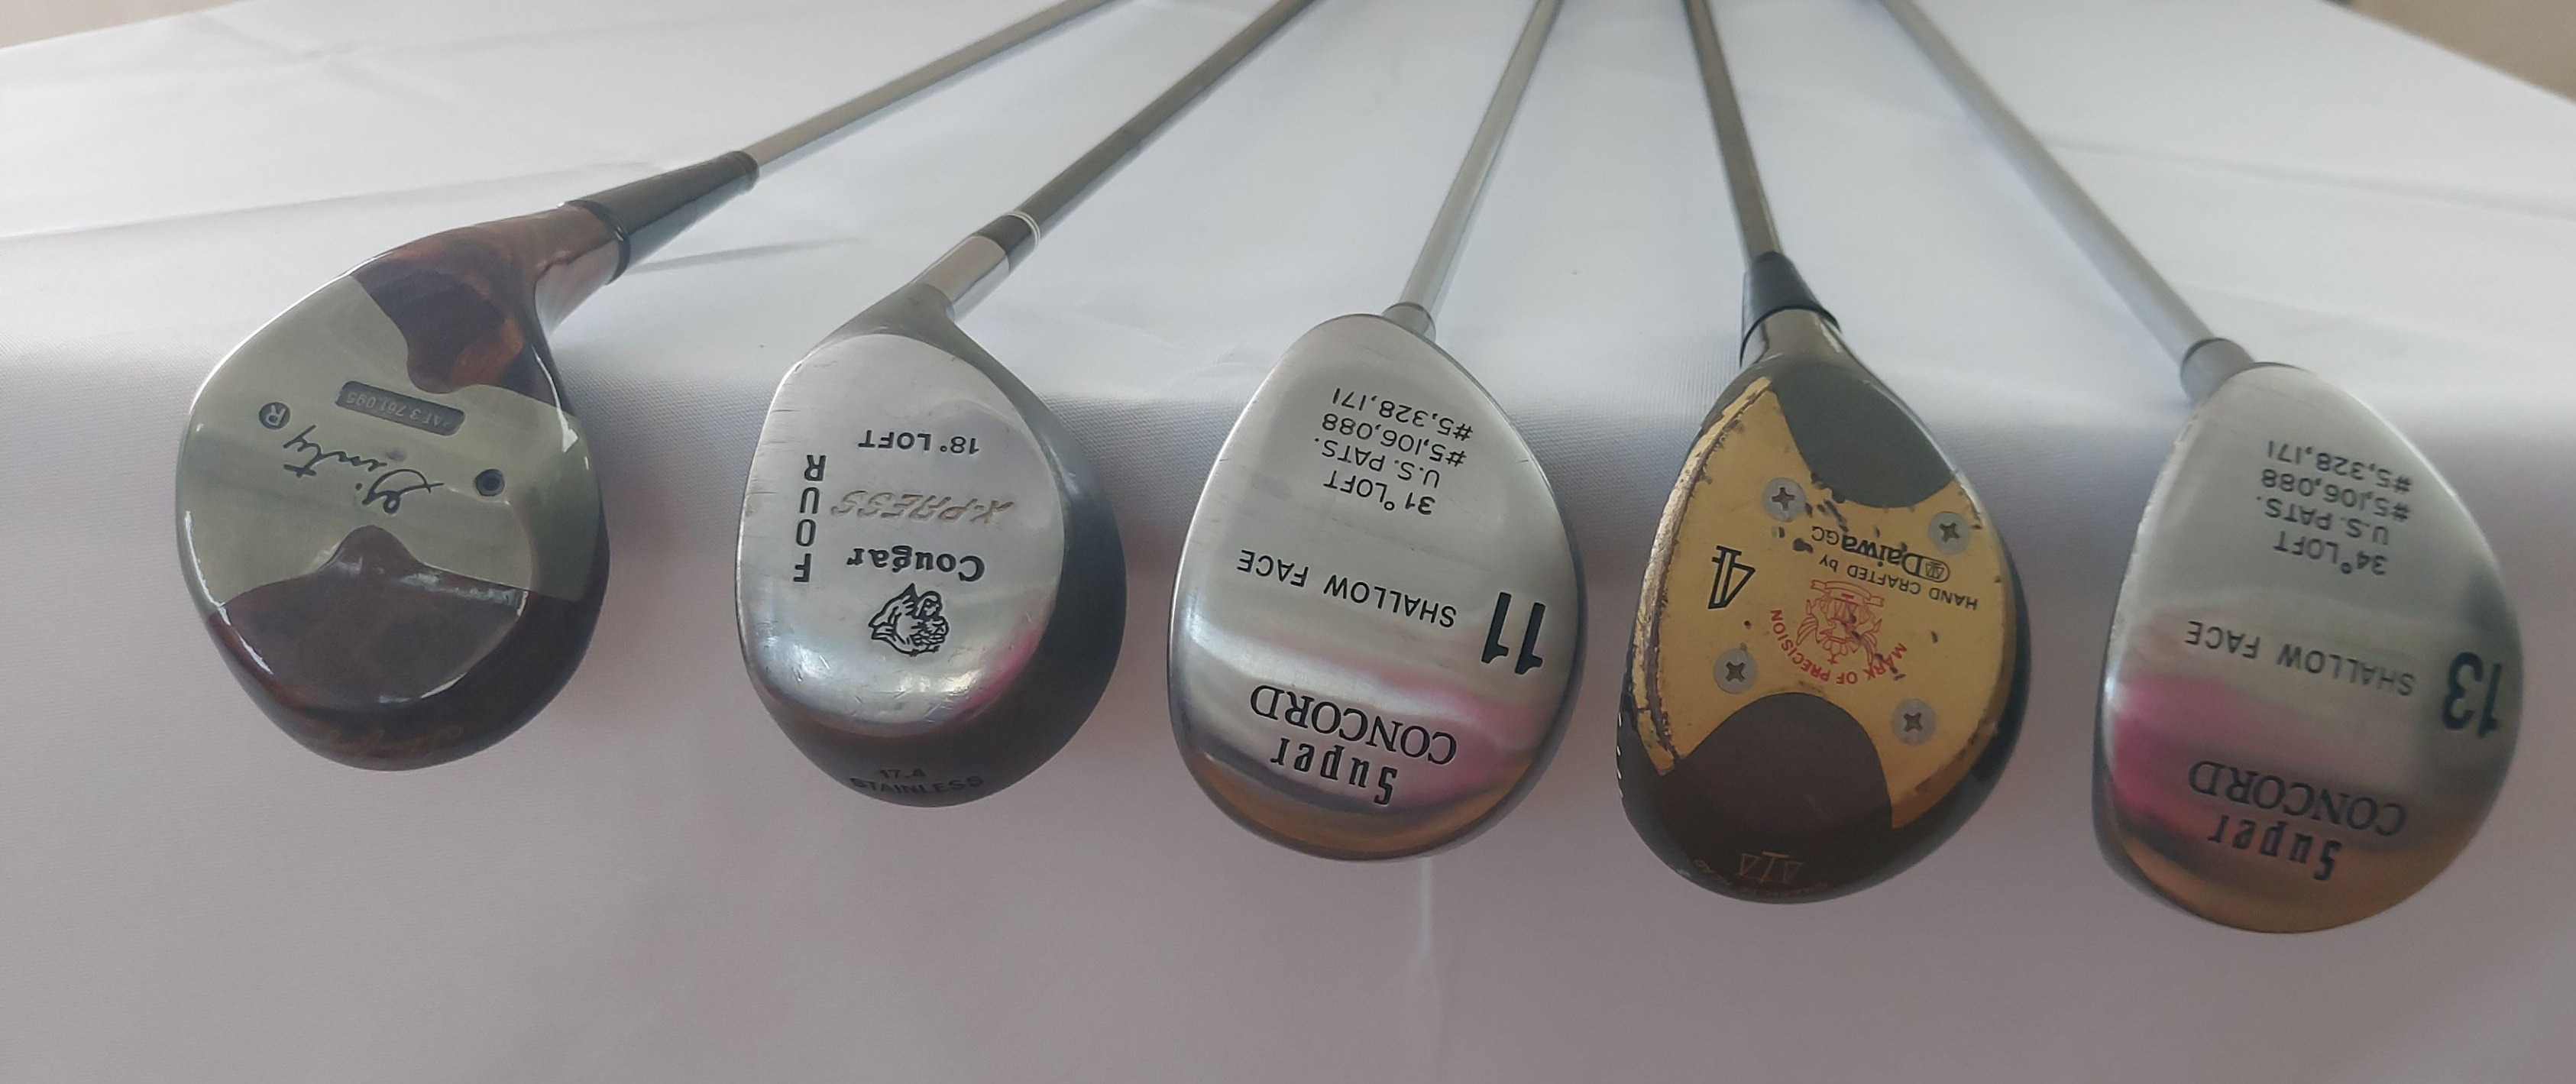 Ginty ®
PAT 3,761,095
Cougar
X-PRESS
FOUR
18° LOFT
17.4
STAINLESS
Super
CONCORD
11
SHALLOW FACE
31° LOFT
U.S. PATS.
#5,106,088
#5,328,171
MARK OF PRECISION
4
HAND CRAFTED by
Daiwa GC
Super
CONCORD
13
SHALLOW FACE
34° LOFT
U.S. PATS.
#5,106,088
#5,328,171